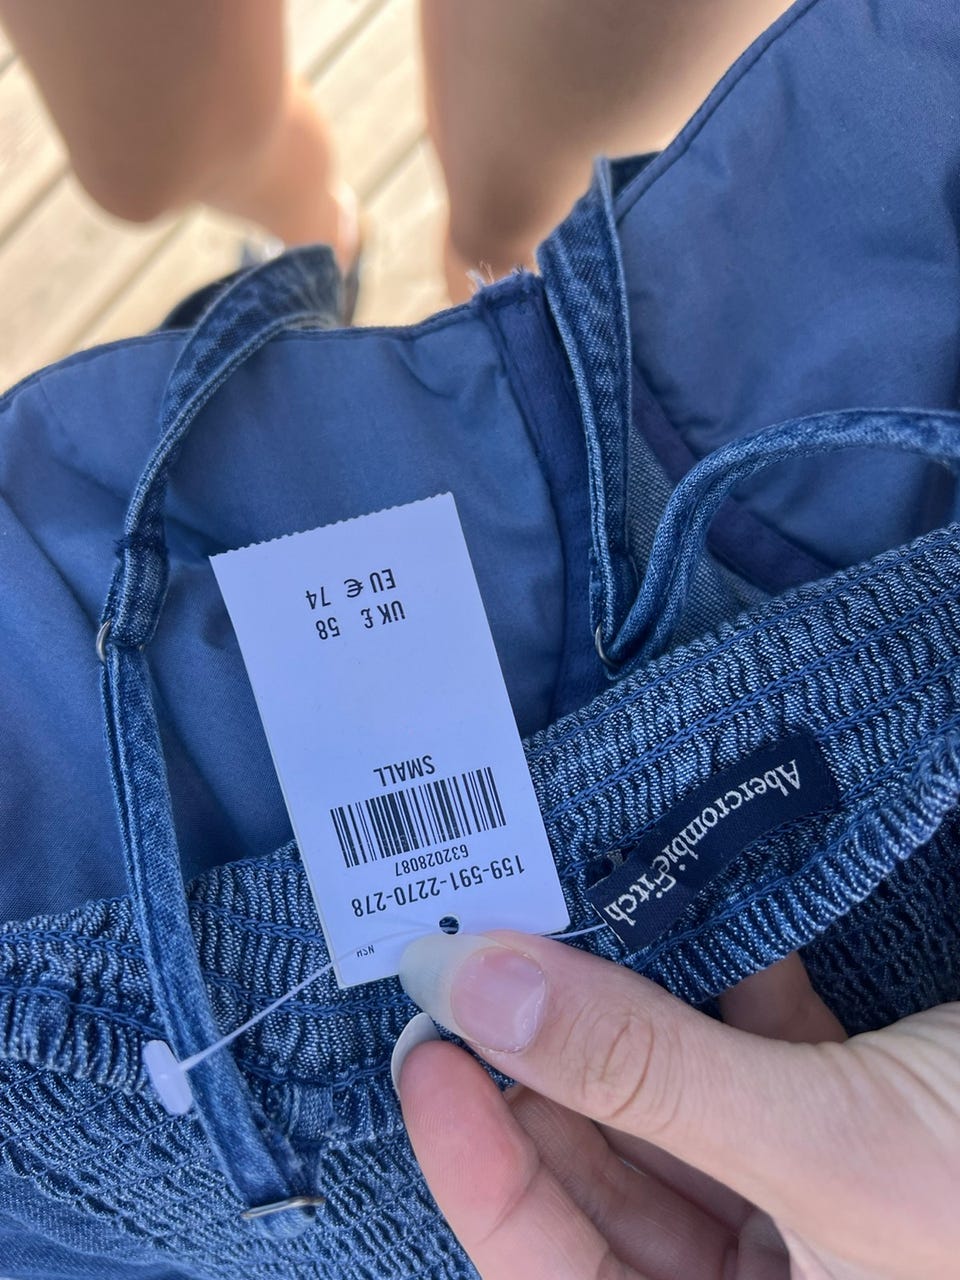 NSH
159-591-2270-278
632028087
SMALL
UK £ 58
EU € 74
Abercrombie&Fitch